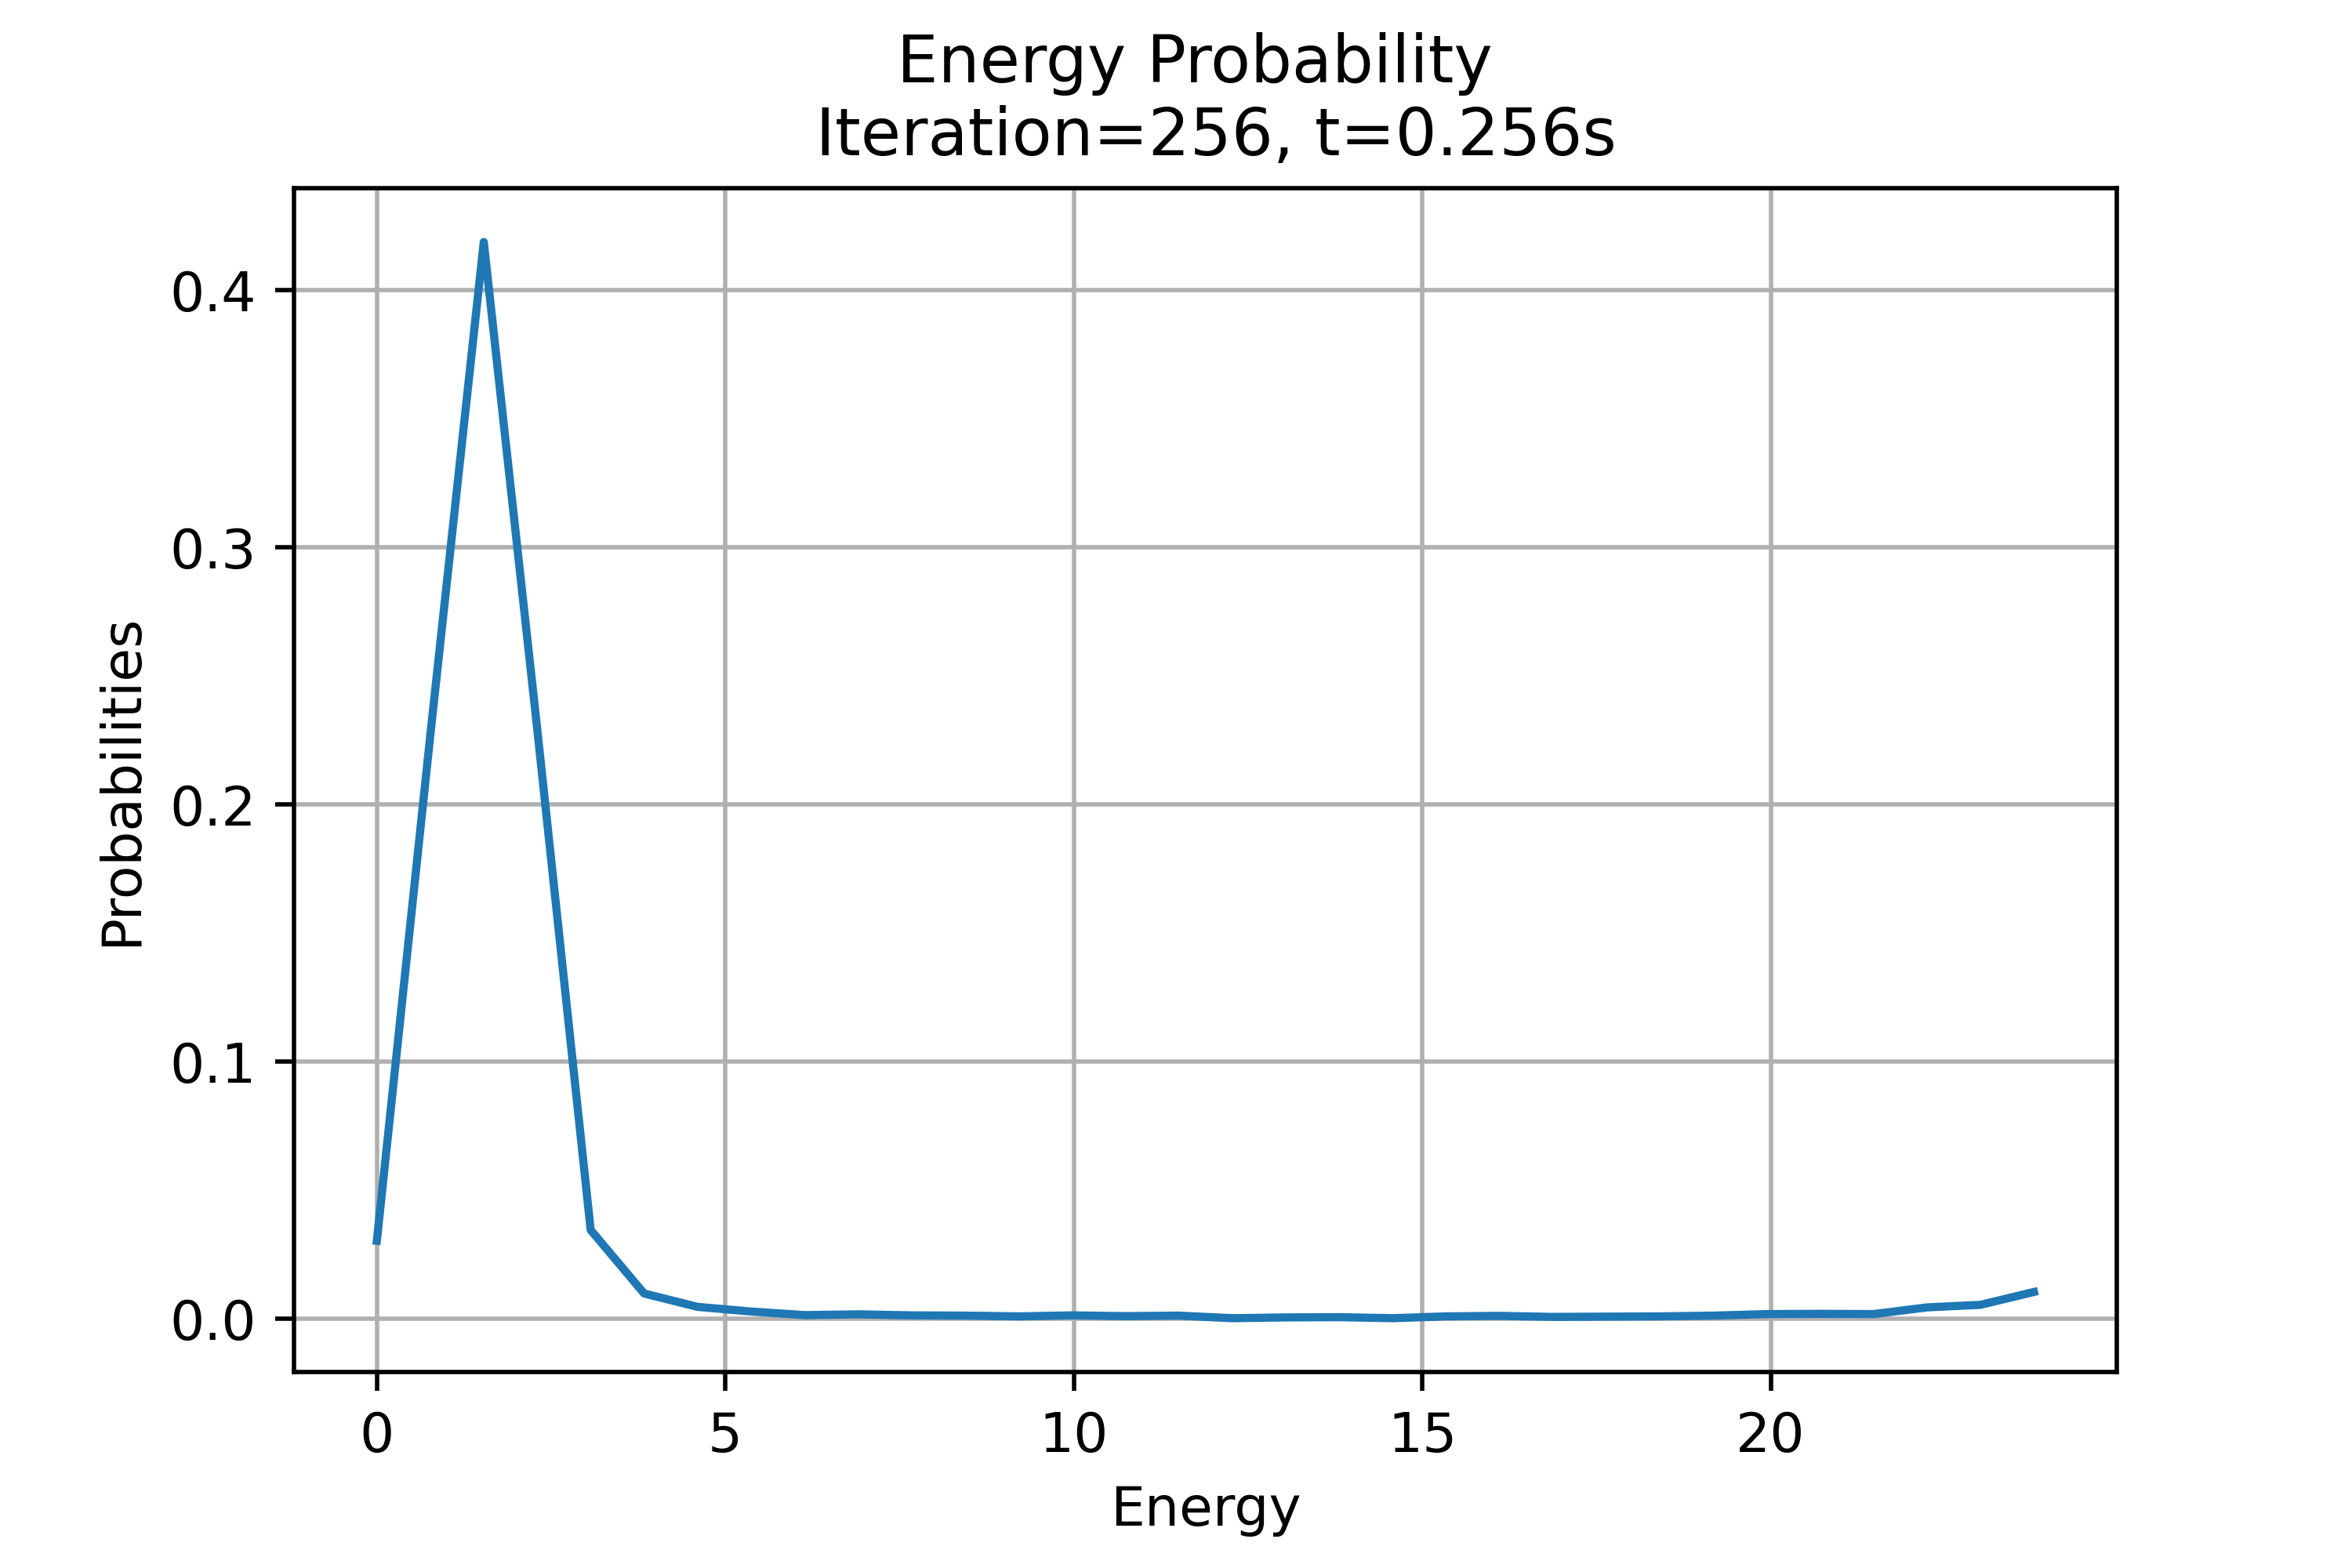 Energy Probability
Iteration=256, t=0.256s
0.4
0.3
0.2
0.1
0.0
Probabilities
0 5 10 15 20
Energy